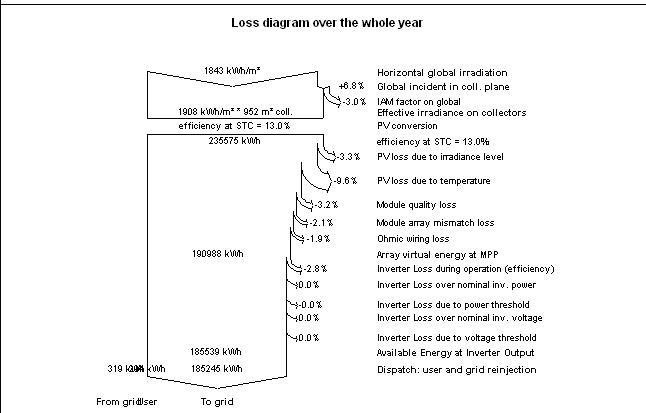 Loss diagram over the whole year
1843 kWh/m²
Horizontal global irradiation
+6.8%
Global incident in coll. plane
-3.0%
IAM factor on global
1908 kWh/m² * 952 m² coll.
Effective irradiance on collectors
efficiency at STC = 13.0%
PV conversion
235575 kWh
efficiency at STC = 13.0%
-3.3%
PV loss due to irradiance level
-9.6%
PV loss due to temperature
-3.2%
Module quality loss
-2.1%
Module array mismatch loss
-1.9%
Ohmic wiring loss
190988 kWh
Array virtual energy at MPP
-2.8%
Inverter Loss during operation (efficiency)
0.0%
Inverter Loss over nominal inv. power
-0.0%
Inverter Loss due to power threshold
0.0%
Inverter Loss over nominal inv. voltage
0.0%
Inverter Loss due to voltage threshold
185539 kWh
Available Energy at Inverter Output
319 kWh
kWh
185245 kWh
Dispatch: user and grid reinjection
From grid
User
To grid